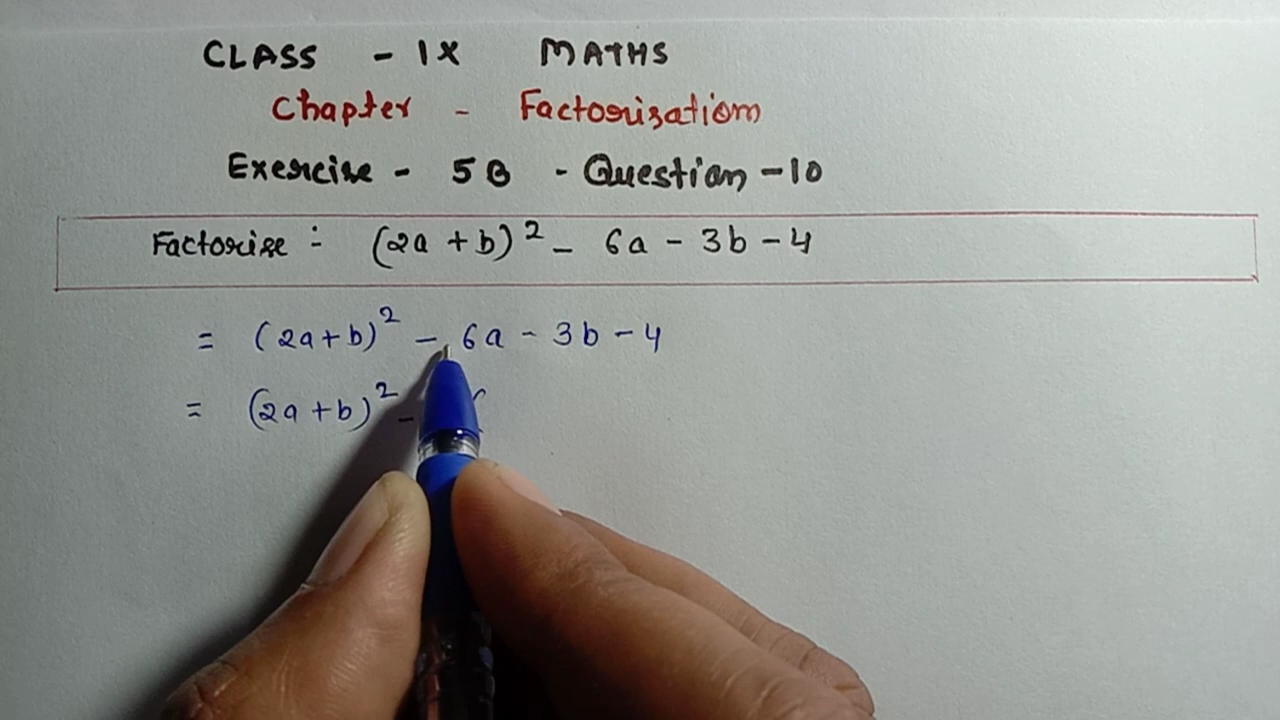 CLASS - IX MATHS
Chapter - Factorisation
Exercise - 5B - Question - 10
Factorise :- (2a + b)² - 6a - 3b - 4
= (2a + b)² - 6a - 3b - 4
= (2a + b)² -